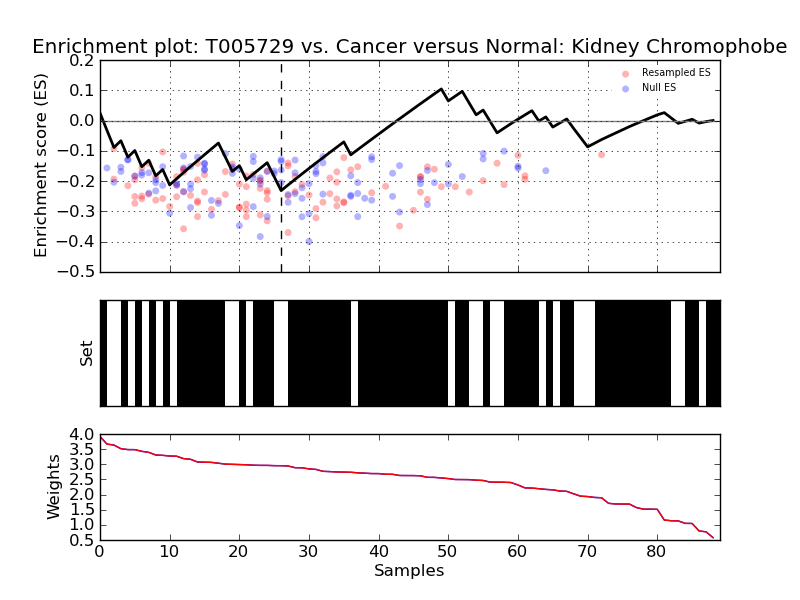 Enrichment plot: T005729 vs. Cancer versus Normal: Kidney Chromophobe
0.2
0.1
0.0
−0.1
−0.2
−0.3
−0.4
−0.5
Enrichment score (ES)
Resampled ES
Null ES
Set
4.0
3.5
3.0
2.5
2.0
1.5
1.0
0.5
Weights
0 10 20 30 40 50 60 70 80
Samples